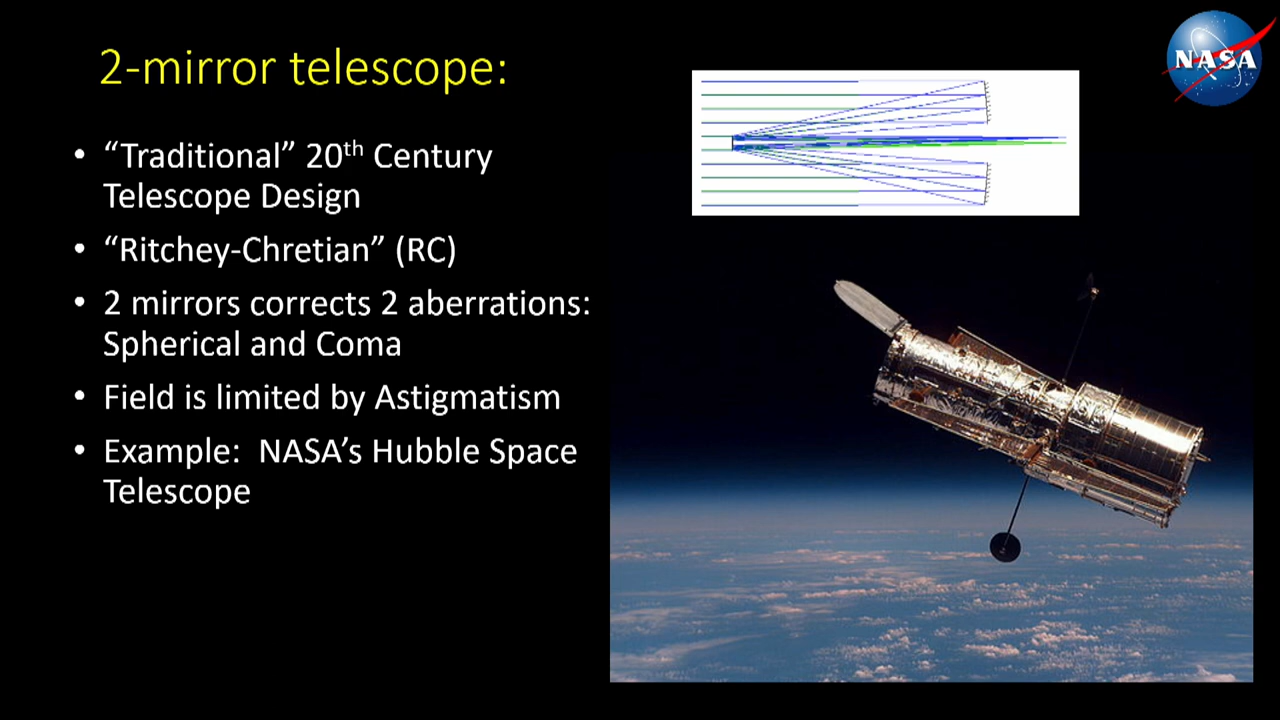 2-mirror telescope:
NASA
• “Traditional” 20th Century
Telescope Design
• “Ritchey-Chretian” (RC)
• 2 mirrors corrects 2 aberrations:
Spherical and Coma
• Field is limited by Astigmatism
• Example:  NASA’s Hubble Space
Telescope